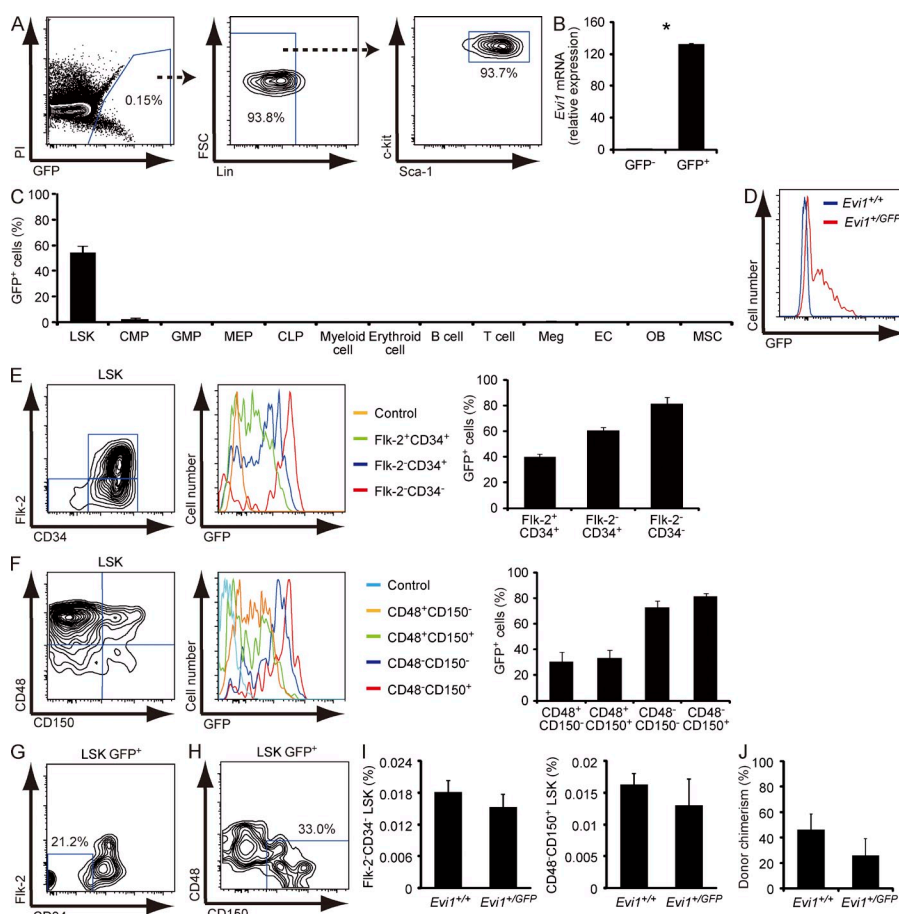 A
PI
GFP
0.15%
FSC
Lin
93.8%
c-kit
Sca-1
93.7%
B
Evi1 mRNA
(relative expression)
160
120
80
40
0
*
GFP- GFP+
C
GFP+ cells (%)
100
80
60
40
20
0
LSK CMP GMP MEP CLP Myeloid cell Erythroid cell B cell T cell Meg EC OB MSC
D
Evi1+/+
Evi1+/GFP
Cell number
GFP
E
LSK
Flk-2
CD34
Cell number
GFP
Control
Flk-2+CD34+
Flk-2-CD34+
Flk-2-CD34-
GFP+ cells (%)
100
80
60
40
20
0
Flk-2+ CD34+
Flk-2- CD34+
Flk-2- CD34-
F
LSK
CD48
CD150
Cell number
GFP
Control
CD48+CD150-
CD48+CD150+
CD48-CD150-
CD48-CD150+
GFP+ cells (%)
100
80
60
40
20
0
CD48+ CD150-
CD48+ CD150+
CD48- CD150-
CD48- CD150+
G
LSK GFP+
21.2%
Flk-2
CD34
H
LSK GFP+
33.0%
CD48
CD150
I
Flk-2-CD34- LSK (%)
0.024
0.018
0.012
0.006
0
Evi1+/+ Evi1+/GFP
CD48-CD150+ LSK (%)
0.02
0.015
0.01
0.005
0
Evi1+/+ Evi1+/GFP
J
Donor chimerism (%)
100
80
60
40
20
0
Evi1+/+ Evi1+/GFP